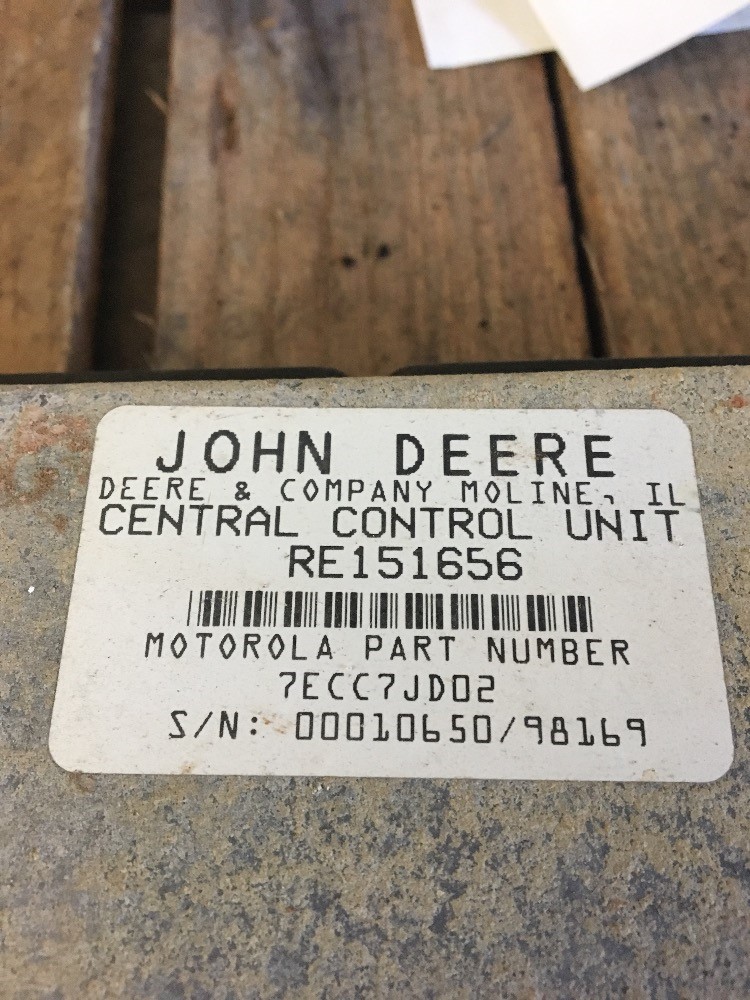 JOHN DEERE
DEERE & COMPANY MOLINE, IL
CENTRAL CONTROL UNIT
RE151656
MOTOROLA PART NUMBER
7ECC7JD02
S/N: 00010650/98169